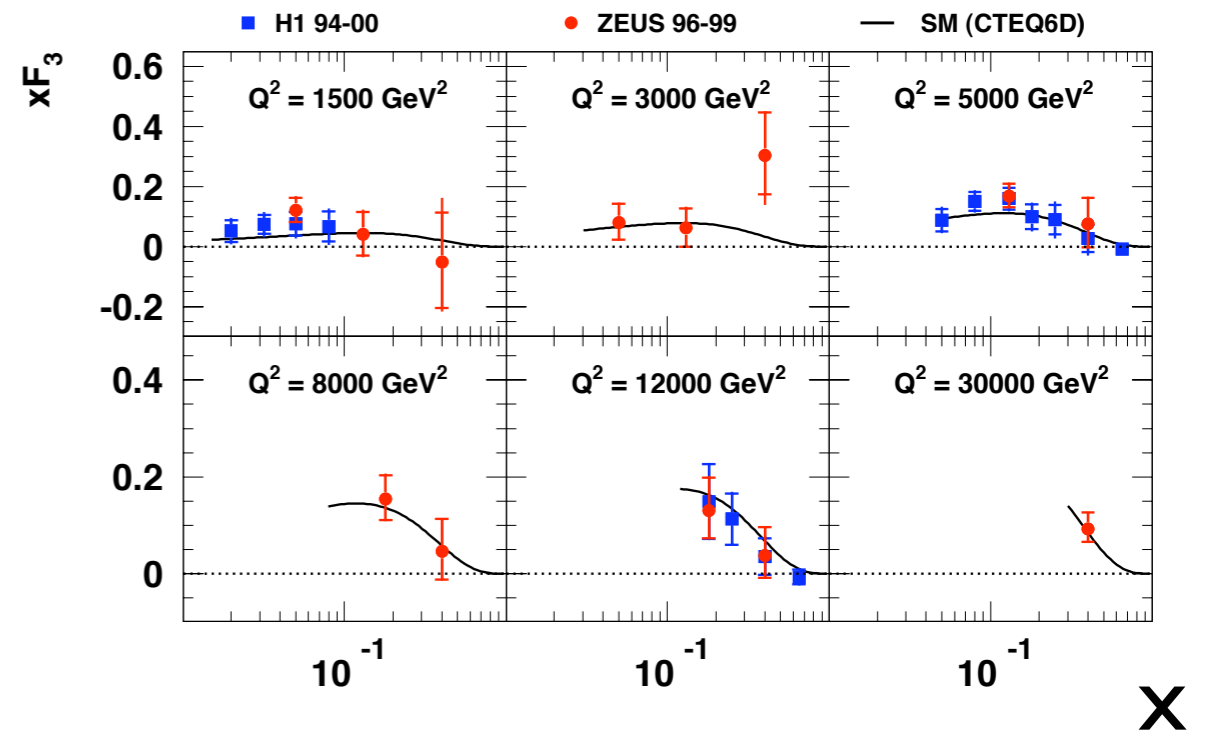 H1 94-00 ZEUS 96-99 SM (CTEQ6D)
xF₃
Q² = 1500 GeV² Q² = 3000 GeV² Q² = 5000 GeV²
0.6
0.4
0.2
0
-0.2
Q² = 8000 GeV² Q² = 12000 GeV² Q² = 30000 GeV²
0.4
0.2
0
10⁻¹ 10⁻¹ 10⁻¹
X